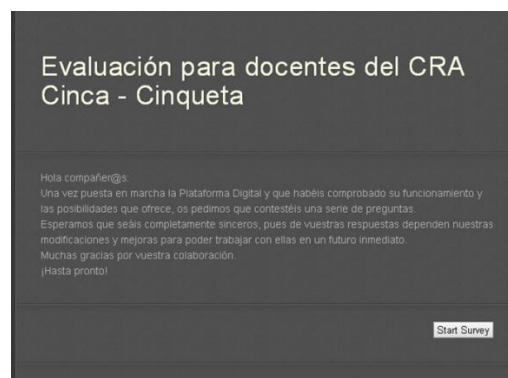 Evaluación para docentes del CRA
Cinca - Cinqueta
Hola compañer@s:
Una vez puesta en marcha la Plataforma Digital y que habéis comprobado su funcionamiento y
las posibilidades que ofrece, os pedimos que contestéis una serie de preguntas.
Esperamos que seáis completamente sinceros, pues de vuestras respuestas dependen nuestras
modificaciones y mejoras para poder trabajar con ellas en un futuro inmediato.
Muchas gracias por vuestra colaboración.
¡Hasta pronto!
Start Survey